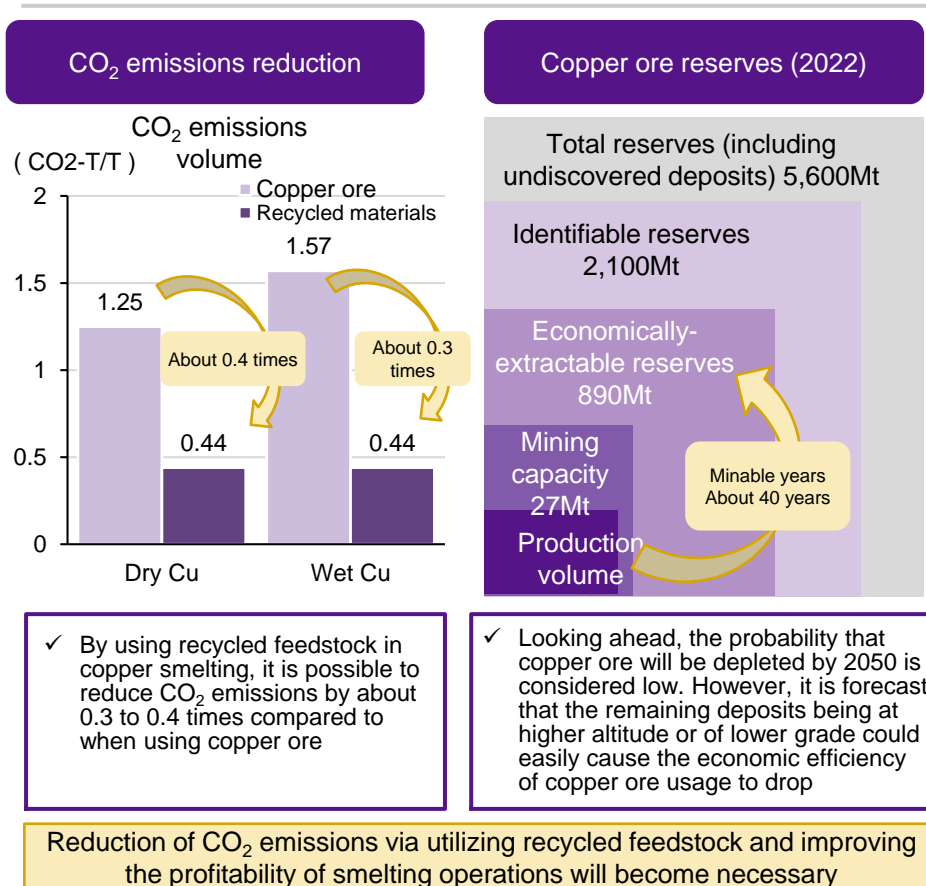 CO2 emissions reduction
CO2 emissions
volume
( CO2-T/T )
Copper ore
Recycled materials
2
1.5
1
0.5
0
1.25
0.44
1.57
0.44
About 0.4 times
About 0.3
times
Dry Cu
Wet Cu
✓ By using recycled feedstock in
copper smelting, it is possible to
reduce CO2 emissions by about
0.3 to 0.4 times compared to
when using copper ore
Copper ore reserves (2022)
Total reserves (including
undiscovered deposits) 5,600Mt
Identifiable reserves
2,100Mt
Economically-
extractable reserves
890Mt
Mining
capacity
27Mt
Production
volume
Minable years
About 40 years
✓ Looking ahead, the probability that
copper ore will be depleted by 2050 is
considered low. However, it is forecast
that the remaining deposits being at
higher altitude or of lower grade could
easily cause the economic efficiency
of copper ore usage to drop
Reduction of CO2 emissions via utilizing recycled feedstock and improving
the profitability of smelting operations will become necessary